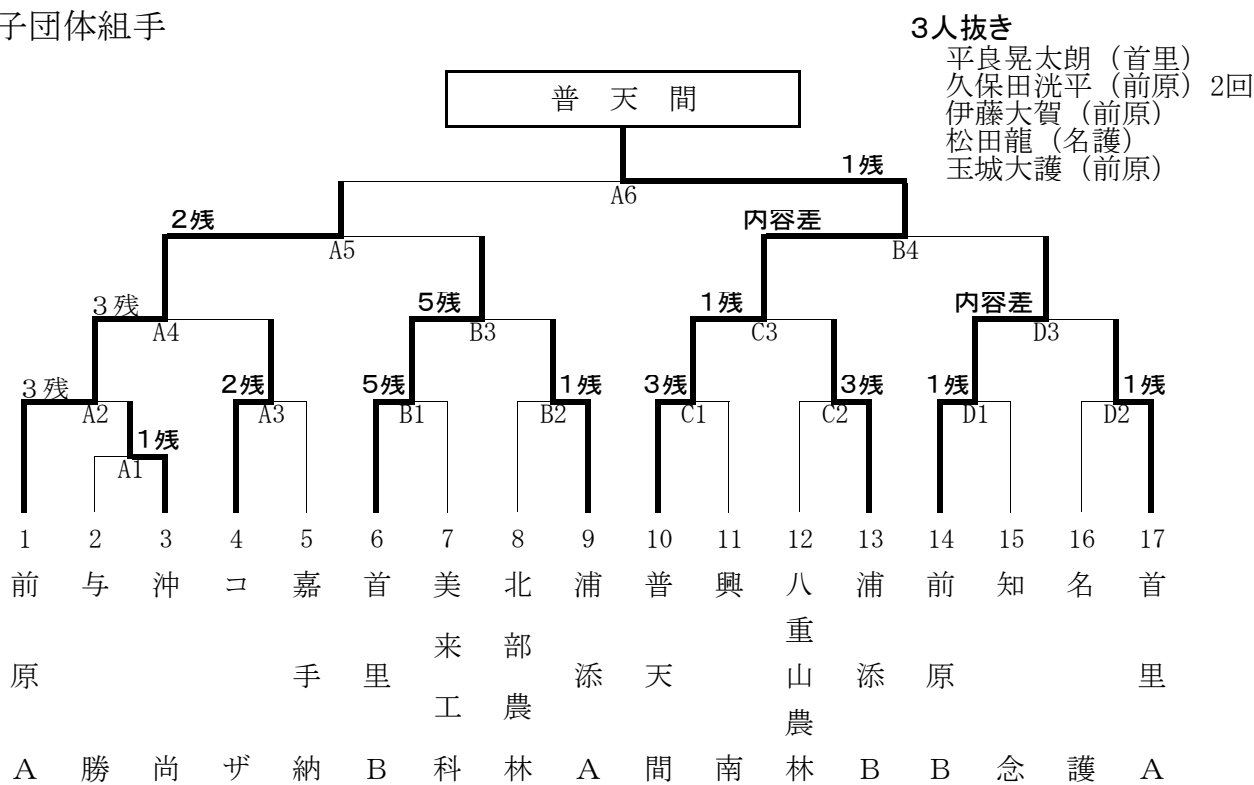 子団体組手
3人抜き
平良晃太朗（首里）
久保田洸平（前原）2回
伊藤大賀（前原）
松田龍（名護）
玉城大護（前原）
普天間
1残
A6
2残
内容差
A5
B4
3残
5残
1残
内容差
A4
B3
C3
D3
3残
2残
5残
1残
3残
3残
1残
1残
A2
A3
B1
B2
C1
C2
D1
D2
1残
A1
1 2 3 4 5 6 7 8 9 10 11 12 13 14 15 16 17
前原A
与勝
沖尚
コザ
嘉手納
首里B
美来工科
北部農林
浦添A
普天間
興南
八重山農林
浦添B
前原B
知念
名護
首里A